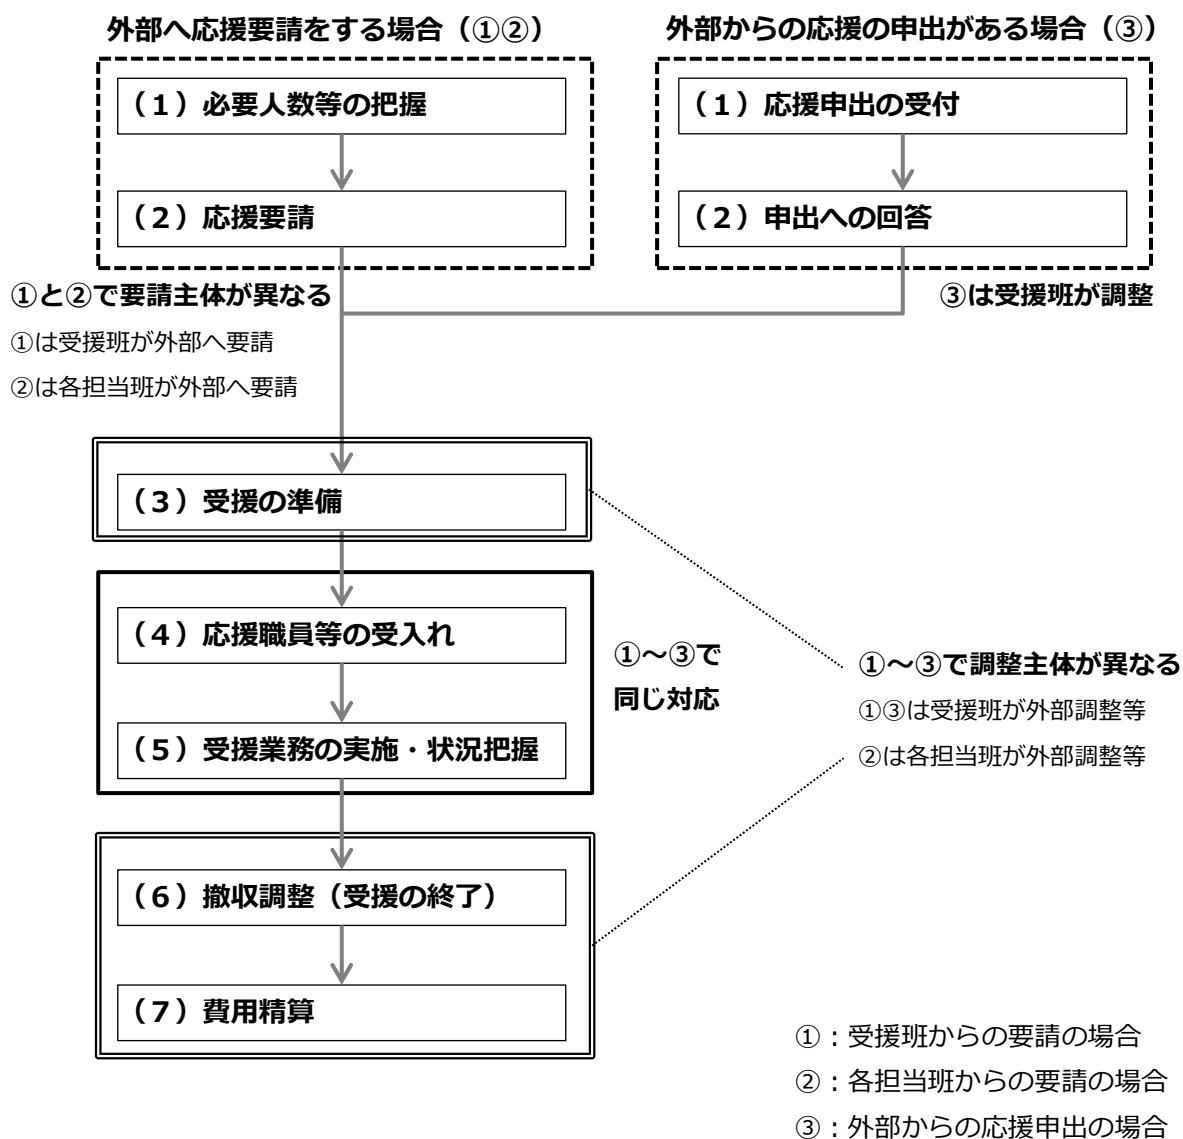 外部へ応援要請をする場合（①②）
外部からの応援の申出がある場合（③）
（１）必要人数等の把握
（１）応援申出の受付
（２）応援要請
（２）申出への回答
①と②で要請主体が異なる
③は受援班が調整
①は受援班が外部へ要請
②は各担当班が外部へ要請
（３）受援の準備
（４）応援職員等の受入れ
（５）受援業務の実施・状況把握
①～③で
同じ対応
①～③で調整主体が異なる
①③は受援班が外部調整等
②は各担当班が外部調整等
（６）撤収調整（受援の終了）
（７）費用精算
①：受援班からの要請の場合
②：各担当班からの要請の場合
③：外部からの応援申出の場合